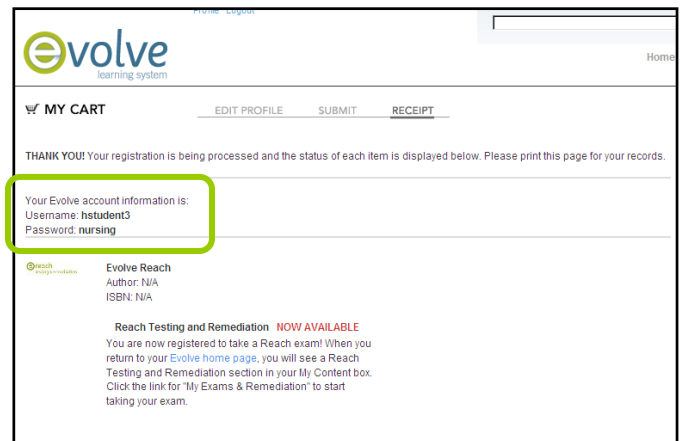 Profile Logout
evolve
learning system
Home
MY CART
EDIT PROFILE SUBMIT RECEIPT
THANK YOU! Your registration is being processed and the status of each item is displayed below. Please print this page for your records.
Your Evolve account information is:
Username: hstudent3
Password: nursing
reach
Evolve Reach
Author: N/A
ISBN: N/A
Reach Testing and Remediation NOW AVAILABLE
You are now registered to take a Reach exam! When you
return to your Evolve home page, you will see a Reach
Testing and Remediation section in your My Content box.
Click the link for "My Exams & Remediation" to start
taking your exam.